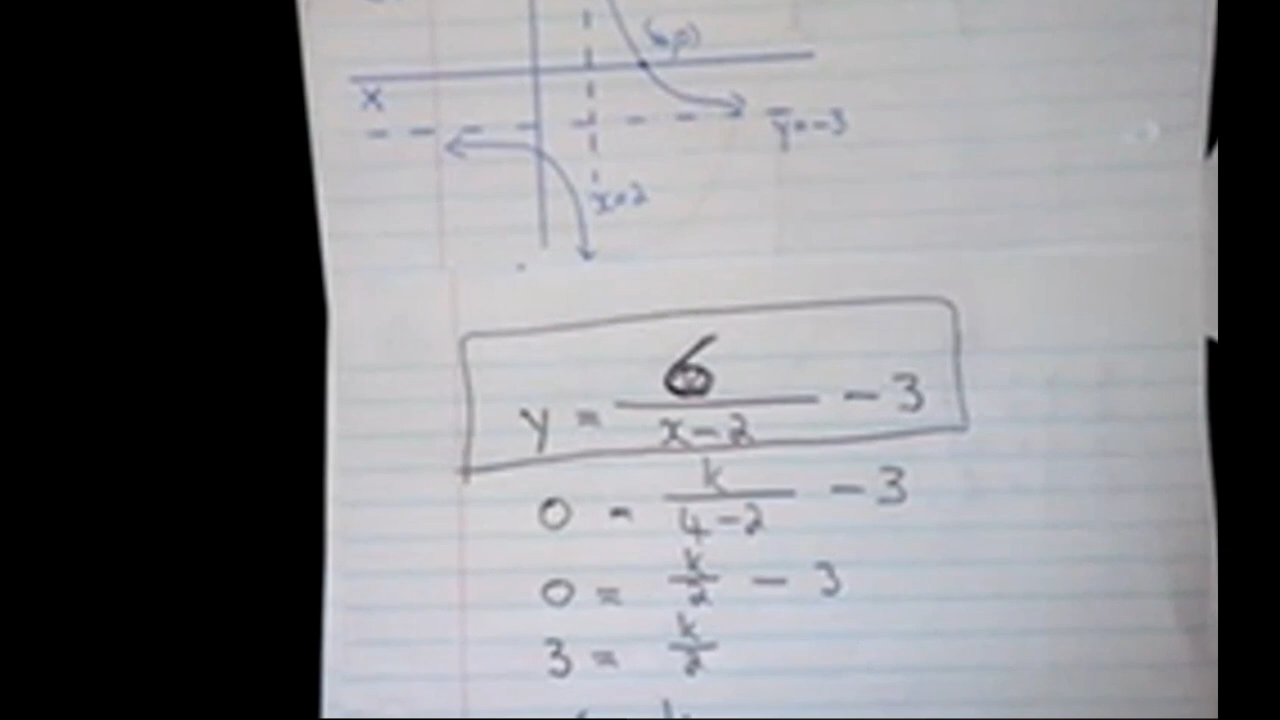 (4,0)
X
y=-3
x=2
y = 6/(x-2) - 3
0 = k/(4-2) - 3
0 = k/2 - 3
3 = k/2